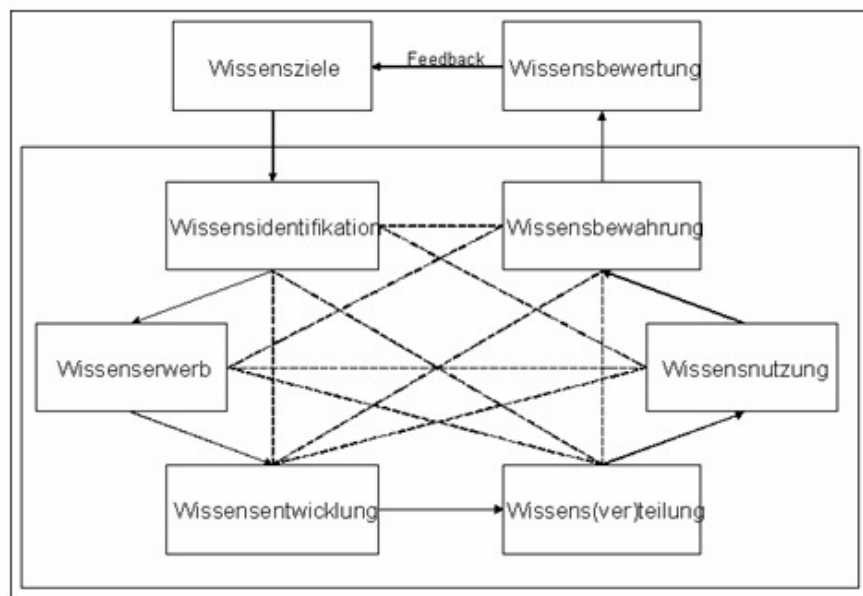 Wissensziele
Feedback
Wissensbewertung
Wissensidentifikation
Wissensbewahrung
Wissenserwerb
Wissensnutzung
Wissensentwicklung
Wissens(ver)teilung